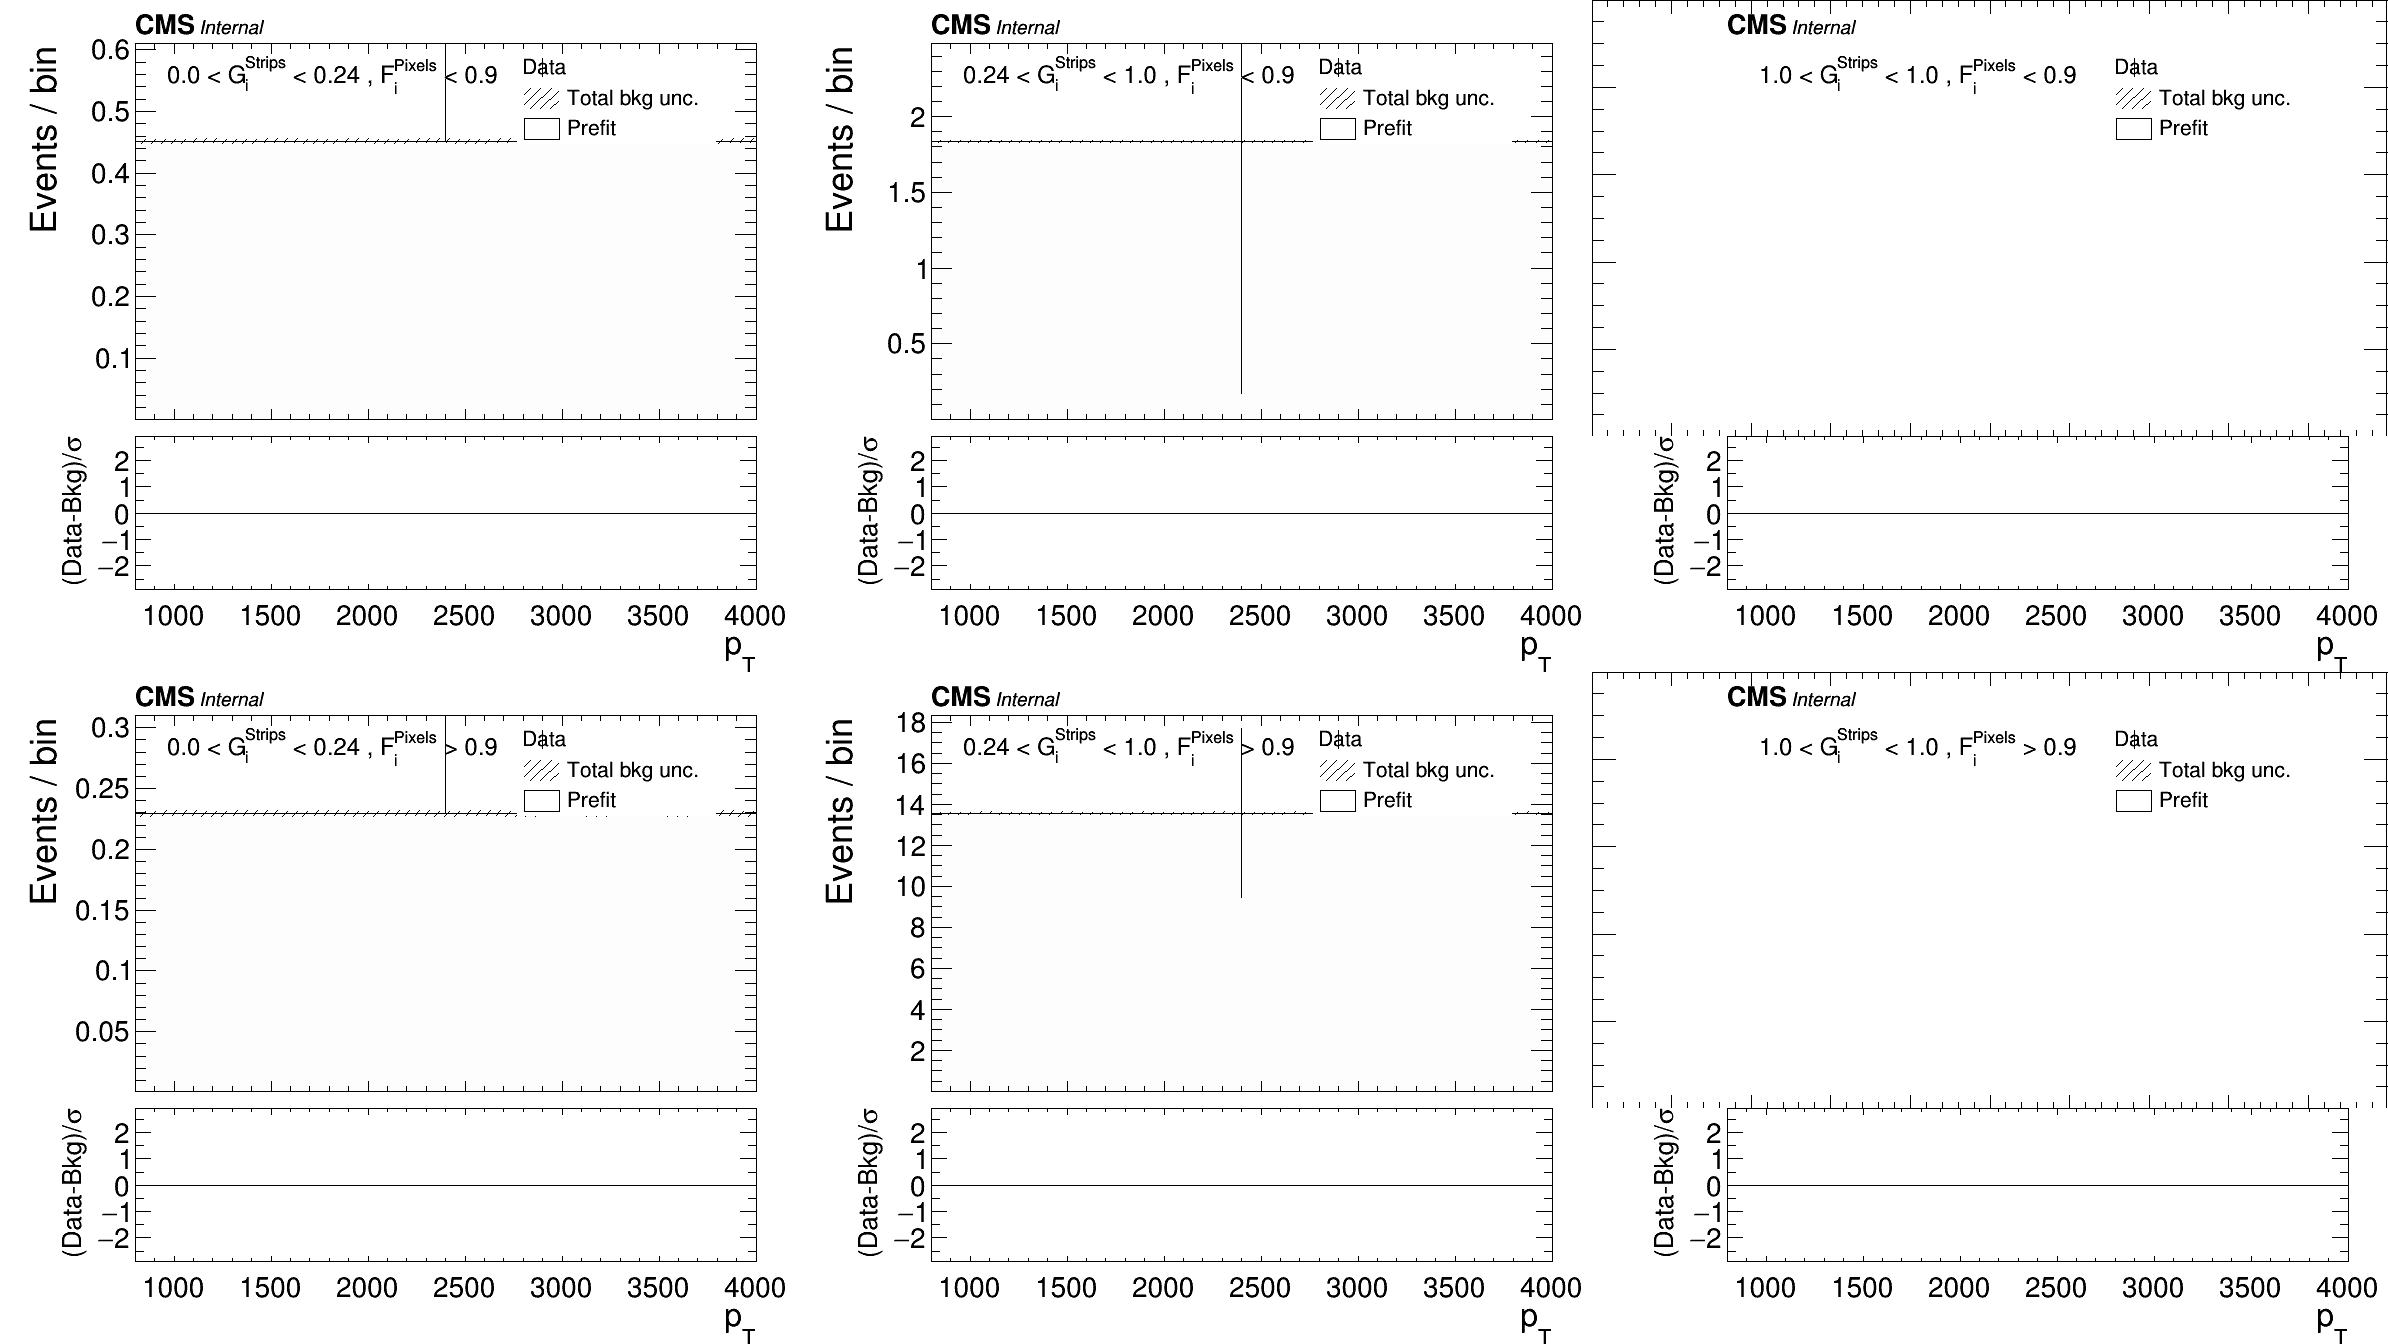 CMS Internal
Events / bin
0.0 < G_i^Strips < 0.24 , F_i^Pixels < 0.9
Data
Total bkg unc.
Prefit
0.6
0.5
0.4
0.3
0.2
0.1
(Data-Bkg)/σ
2
1
0
−1
−2
1000 1500 2000 2500 3000 3500 4000
p_T
CMS Internal
Events / bin
0.24 < G_i^Strips < 1.0 , F_i^Pixels < 0.9
Data
Total bkg unc.
Prefit
2
1.5
1
0.5
(Data-Bkg)/σ
2
1
0
−1
−2
1000 1500 2000 2500 3000 3500 4000
p_T
CMS Internal
1.0 < G_i^Strips < 1.0 , F_i^Pixels < 0.9
Data
Total bkg unc.
Prefit
(Data-Bkg)/σ
2
1
0
−1
−2
1000 1500 2000 2500 3000 3500 4000
p_T
CMS Internal
Events / bin
0.0 < G_i^Strips < 0.24 , F_i^Pixels > 0.9
Data
Total bkg unc.
Prefit
0.3
0.25
0.2
0.15
0.1
0.05
(Data-Bkg)/σ
2
1
0
−1
−2
1000 1500 2000 2500 3000 3500 4000
p_T
CMS Internal
Events / bin
0.24 < G_i^Strips < 1.0 , F_i^Pixels > 0.9
Data
Total bkg unc.
Prefit
18
16
14
12
10
8
6
4
2
(Data-Bkg)/σ
2
1
0
−1
−2
1000 1500 2000 2500 3000 3500 4000
p_T
CMS Internal
1.0 < G_i^Strips < 1.0 , F_i^Pixels > 0.9
Data
Total bkg unc.
Prefit
(Data-Bkg)/σ
2
1
0
−1
−2
1000 1500 2000 2500 3000 3500 4000
p_T